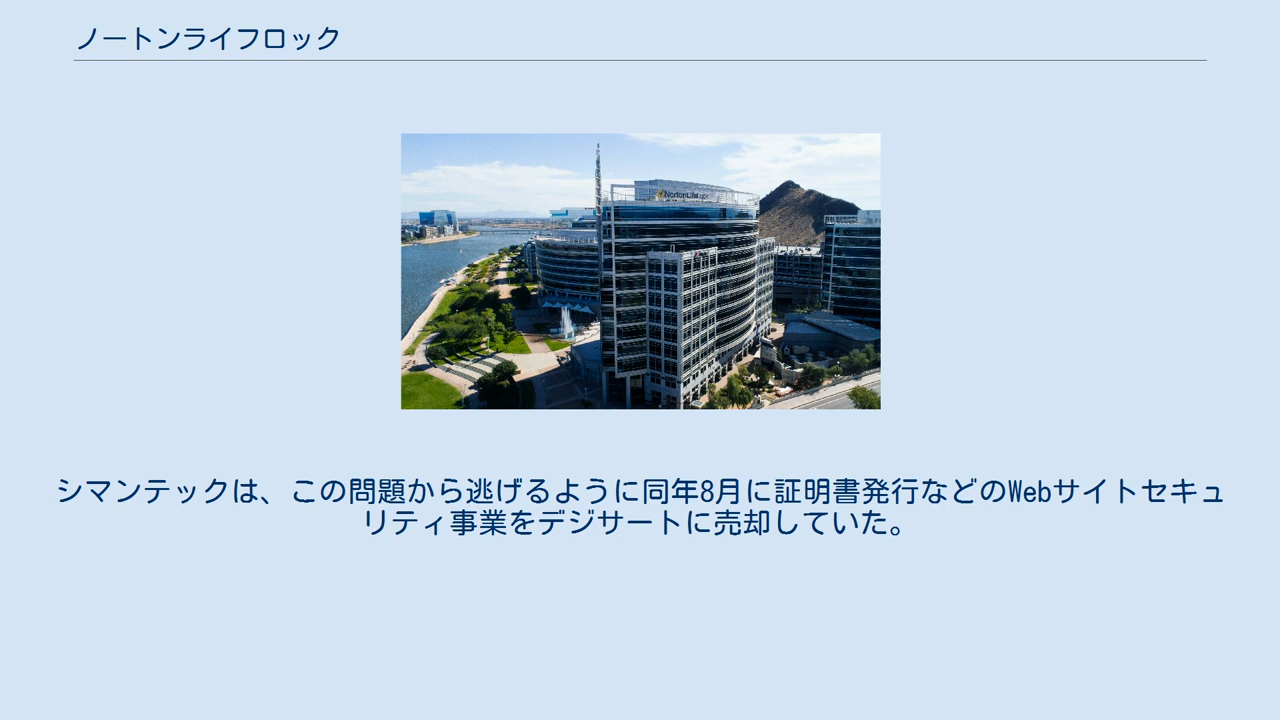 ノートンライフロック
NortonLifeLock
シマンテックは、この問題から逃げるように同年8月に証明書発行などのWebサイトセキュ
リティ事業をデジサートに売却していた。